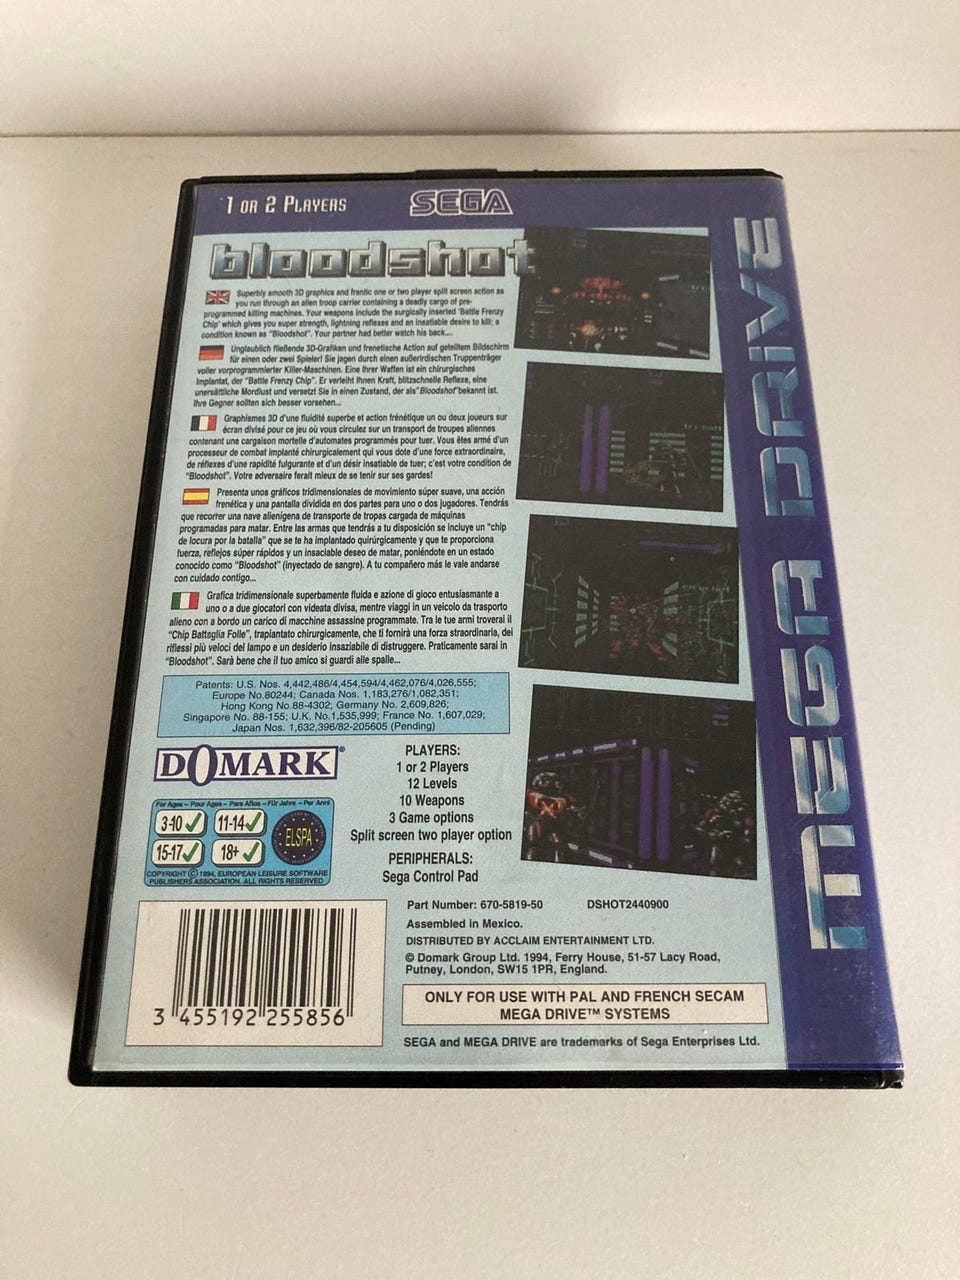 1 OR 2 PLAYERS
SEGA
bloodshot
Superbly smooth 3D graphics and frantic one or two player split screen action as
you run through an alien troop carrier containing a deadly cargo of pre-
programmed killing machines. Your weapons include the surgically inserted 'Battle Frenzy
Chip' which gives you super strength, lightning reflexes and an insatiable desire to kill; a
condition known as "Bloodshot". Your partner had better watch his back....
Unglaublich fließende 3D-Grafiken und frenetische Action auf geteiltem Bildschirm
für einen oder zwei Spieler! Sie jagen durch einen außerirdischen Truppenträger
voller vorprogrammierter Killer-Maschinen. Eine Ihrer Waffen ist ein chirurgisches
Implantat, der "Battle Frenzy Chip". Er verleiht Ihnen Kraft, blitzschnelle Reflexe, eine
unersättliche Mordlust und versetzt Sie in einen Zustand, der als"Bloodshot"bekannt ist.
Ihre Gegner sollten sich besser vorsehen...
Graphismes 3D d'une fluidité superbe et action frénétique un ou deux joueurs sur
écran divisé pour ce jeu où vous circulez sur un transport de troupes aliennes
contenant une cargaison mortelle d'automates programmés pour tuer. Vous êtes armé d'un
processeur de combat implanté chirurgicalement qui vous dote d'une force extraordinaire,
de réflexes d'une rapidité fulgurante et d'un désir insatiable de tuer; c'est votre condition de
"Bloodshot". Votre adversaire ferait mieux de se tenir sur ses gardes!
Presenta unos gráficos tridimensionales de movimiento súper suave, una acción
frenética y una pantalla dividida en dos partes para uno o dos jugadores. Tendrás
que recorrer una nave alienígena de transporte de tropas cargada de máquinas
programadas para matar. Entre las armas que tendrás a tu disposición se incluye un "chip
de locura por la batalla" que se te ha implantado quirúrgicamente y que te proporciona
fuerza, reflejos súper rápidos y un insaciable deseo de matar, poniéndote en un estado
conocido como "Bloodshot" (inyectado de sangre). A tu compañero más le vale andarse
con cuidado contigo...
Grafica tridimensionale superbamente fluida e azione di gioco entusiasmante a
uno o a due giocatori con videata divisa, mentre viaggi in un veicolo da trasporto
alieno con a bordo un carico di macchine assassine programmate. Tra le tue armi troverai il
"Chip Battaglia Folle", trapiantato chirurgicamente, che ti fornirà una forza straordinaria, dei
riflessi più veloci del lampo e un desiderio insaziabile di distruggere. Praticamente sarai in
"Bloodshot". Sarà bene che il tuo amico si guardi alle spalle...
Patents: U.S. Nos. 4,442,486/4,454,594/4,462,076/4,026,555;
Europe No.80244; Canada Nos. 1,183,276/1,082,351;
Hong Kong No.88-4302; Germany No. 2,609,826;
Singapore No. 88-155; U.K. No.1,535,999; France No. 1,607,029;
Japan Nos. 1,632,396/82-205605 (Pending)
DOMARK®
For Ages – Pour Ages – Para Años – Für Jahre – Per Anni
3-10 11-14
15-17 18+
ELSPA
COPYRIGHT © 1994, EUROPEAN LEISURE SOFTWARE
PUBLISHERS ASSOCIATION. ALL RIGHTS RESERVED
PLAYERS:
1 or 2 Players
12 Levels
10 Weapons
3 Game options
Split screen two player option
PERIPHERALS:
Sega Control Pad
3 455192 255856
Part Number: 670-5819-50 DSHOT2440900
Assembled in Mexico.
DISTRIBUTED BY ACCLAIM ENTERTAINMENT LTD.
© Domark Group Ltd. 1994, Ferry House, 51-57 Lacy Road,
Putney, London, SW15 1PR, England.
ONLY FOR USE WITH PAL AND FRENCH SECAM
MEGA DRIVE™ SYSTEMS
SEGA and MEGA DRIVE are trademarks of Sega Enterprises Ltd.
MEGA DRIVE